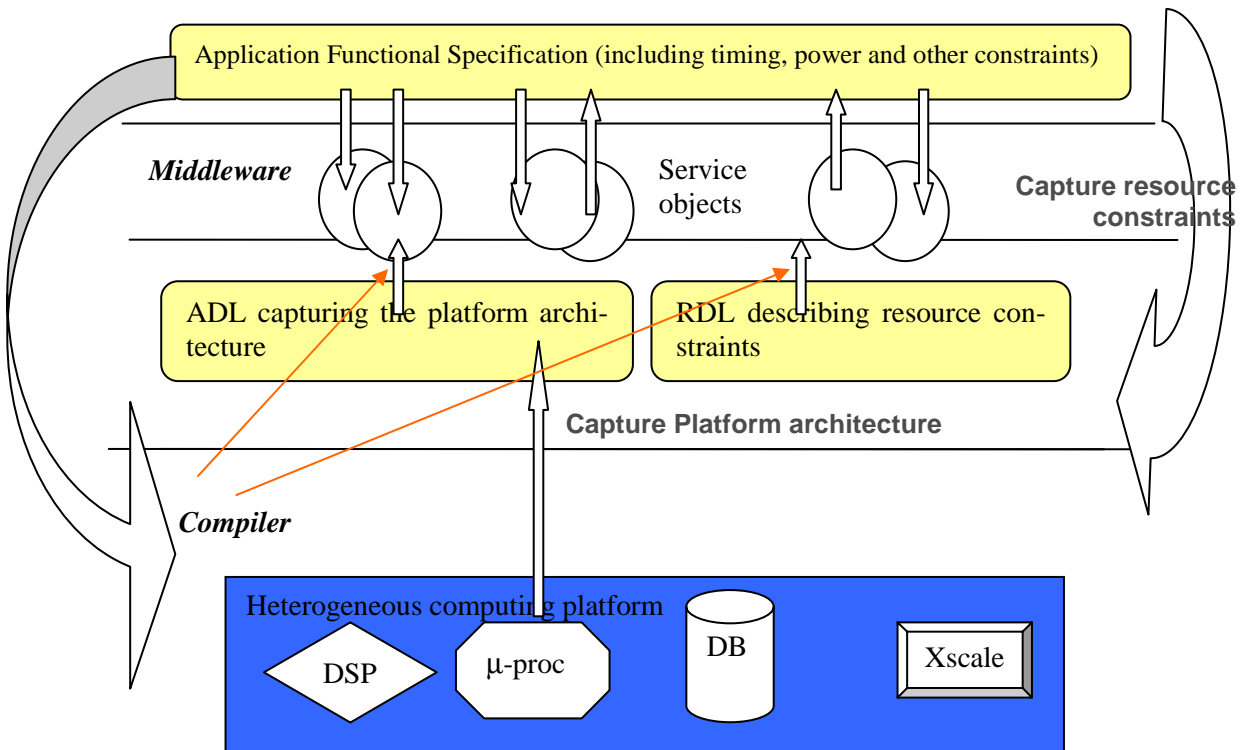 Application Functional Specification (including timing, power and other constraints)
Middleware
Service
objects
Capture resource
constraints
ADL capturing the platform archi-
tecture
RDL describing resource con-
straints
Capture Platform architecture
Compiler
Heterogeneous computing platform
DSP
μ-proc
DB
Xscale